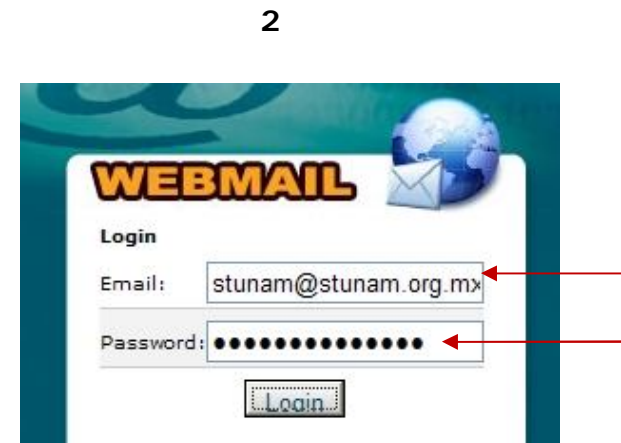 2
WEBMAIL
Login
Email: stunam@stunam.org.mx
Password: ●●●●●●●●●●●●●●
Login